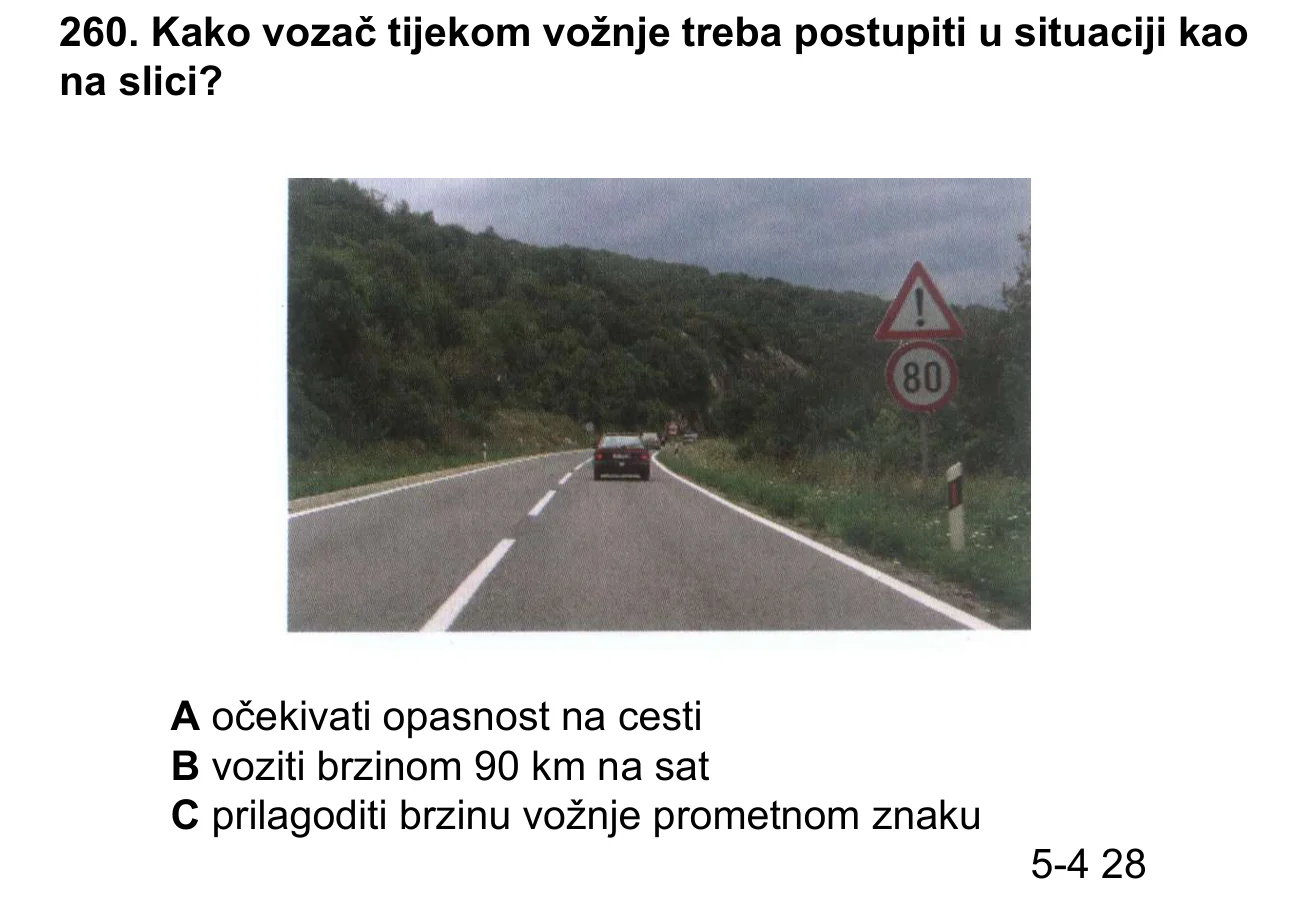 260. Kako vozač tijekom vožnje treba postupiti u situaciji kao
na slici?
!
80
A očekivati opasnost na cesti
B voziti brzinom 90 km na sat
C prilagoditi brzinu vožnje prometnom znaku
5-4 28